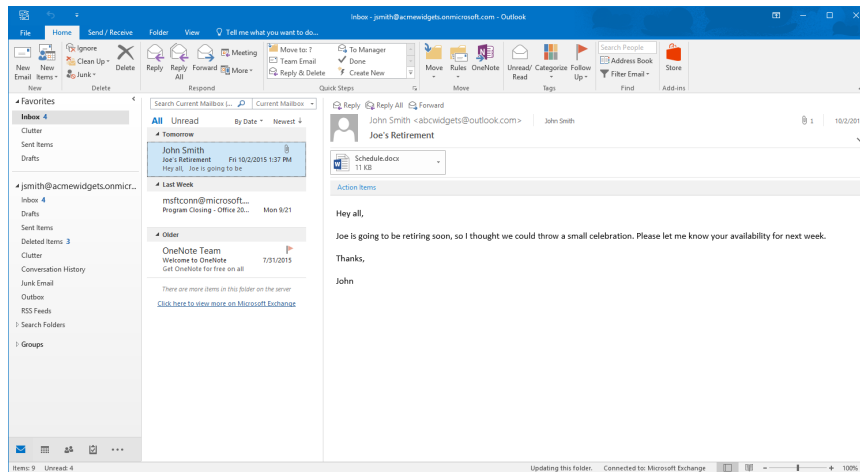 Inbox - jsmith@acmewidgets.onmicrosoft.com - Outlook
File Home Send / Receive Folder View Tell me what you want to do...
New Email
New Items
Ignore
Clean Up
Junk
Delete
Reply
Reply All
Forward
Meeting
More
Move to: ?
Team Email
Reply & Delete
To Manager
Done
Create New
Move
Rules
OneNote
Unread/ Read
Categorize
Follow Up
Search People
Address Book
Filter Email
Store
New Delete Respond Quick Steps Move Tags Find Add-ins
Favorites
Inbox 4
Clutter
Sent Items
Drafts
jsmith@acmewidgets.onmicr...
Inbox 4
Drafts
Sent Items
Deleted Items 3
Clutter
Conversation History
Junk Email
Outbox
RSS Feeds
Search Folders
Groups
Search Current Mailbox (... Current Mailbox
All Unread By Date Newest
Tomorrow
John Smith
Joe's Retirement Fri 10/2/2015 1:37 PM
Hey all, Joe is going to be
Last Week
msftconn@microsoft....
Program Closing - Office 20... Mon 9/21
Older
OneNote Team
Welcome to OneNote 7/31/2015
Get OneNote for free on all
There are more items in this folder on the server
Click here to view more on Microsoft Exchange
Reply Reply All Forward
John Smith <abcwidgets@outlook.com> John Smith 1 10/2/201
Joe's Retirement
Schedule.docx
11 KB
Action Items
Hey all,
Joe is going to be retiring soon, so I thought we could throw a small celebration. Please let me know your availability for next week.
Thanks,
John
Items: 9 Unread: 4 Updating this folder. Connected to: Microsoft Exchange 100%